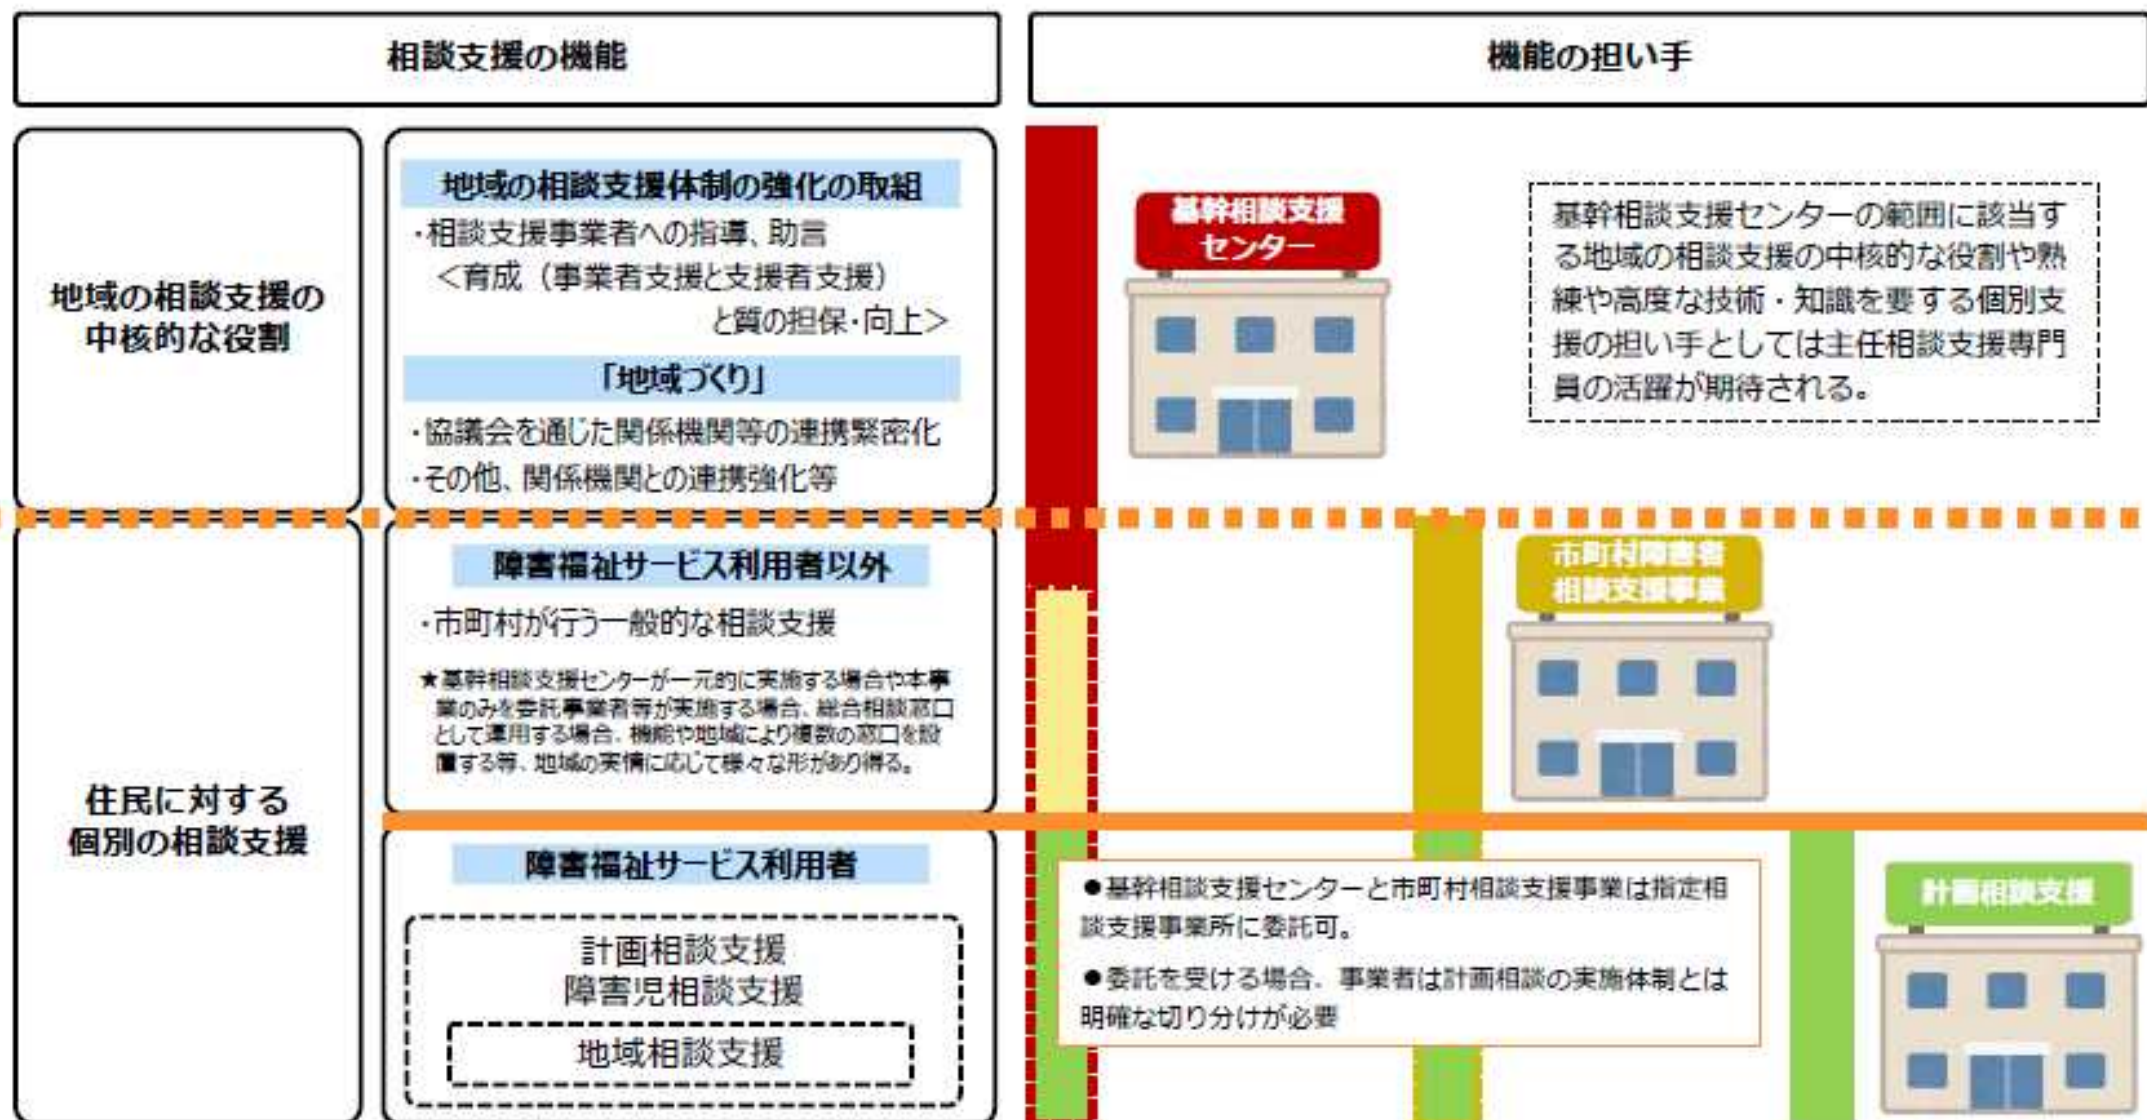 相談支援の機能
機能の担い手
地域の相談支援の
中核的な役割
地域の相談支援体制の強化の取組
・相談支援事業者への指導、助言
＜育成（事業者支援と支援者支援）
と質の担保・向上＞
「地域づくり」
・協議会を通じた関係機関等の連携緊密化
・その他、関係機関との連携強化等
基幹相談支援
センター
基幹相談支援センターの範囲に該当す
る地域の相談支援の中核的な役割や熟
練や高度な技術・知識を要する個別支
援の担い手としては主任相談支援専門
員の活躍が期待される。
住民に対する
個別の相談支援
障害福祉サービス利用者以外
・市町村が行う一般的な相談支援
★基幹相談支援センターが一元的に実施する場合や本事
業のみを委託事業者等が実施する場合、総合相談窓口
として運用する場合、機能や地域により複数の窓口を設
置する等、地域の実情に応じて様々な形があり得る。
市町村障害者
相談支援事業
障害福祉サービス利用者
計画相談支援
障害児相談支援
地域相談支援
●基幹相談支援センターと市町村相談支援事業は指定相
談支援事業所に委託可。
●委託を受ける場合、事業者は計画相談の実施体制とは
明確な切り分けが必要
計画相談支援